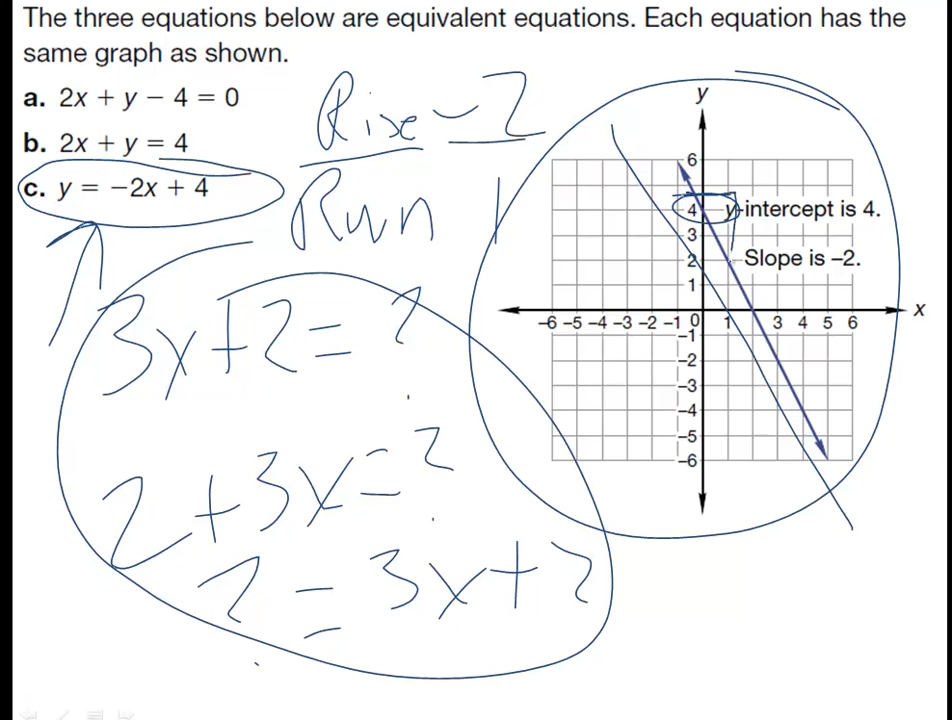 The three equations below are equivalent equations. Each equation has the
same graph as shown.
a. 2x + y − 4 = 0
b. 2x + y = 4
c. y = −2x + 4
Rise −2
Run 1
3x+2=?
2+3x=?
?=3x+2
y
6
4 y-intercept is 4.
3
2 Slope is −2.
1
x
-6 -5 -4 -3 -2 -1 0 1 3 4 5 6
-1
-2
-3
-4
-5
-6